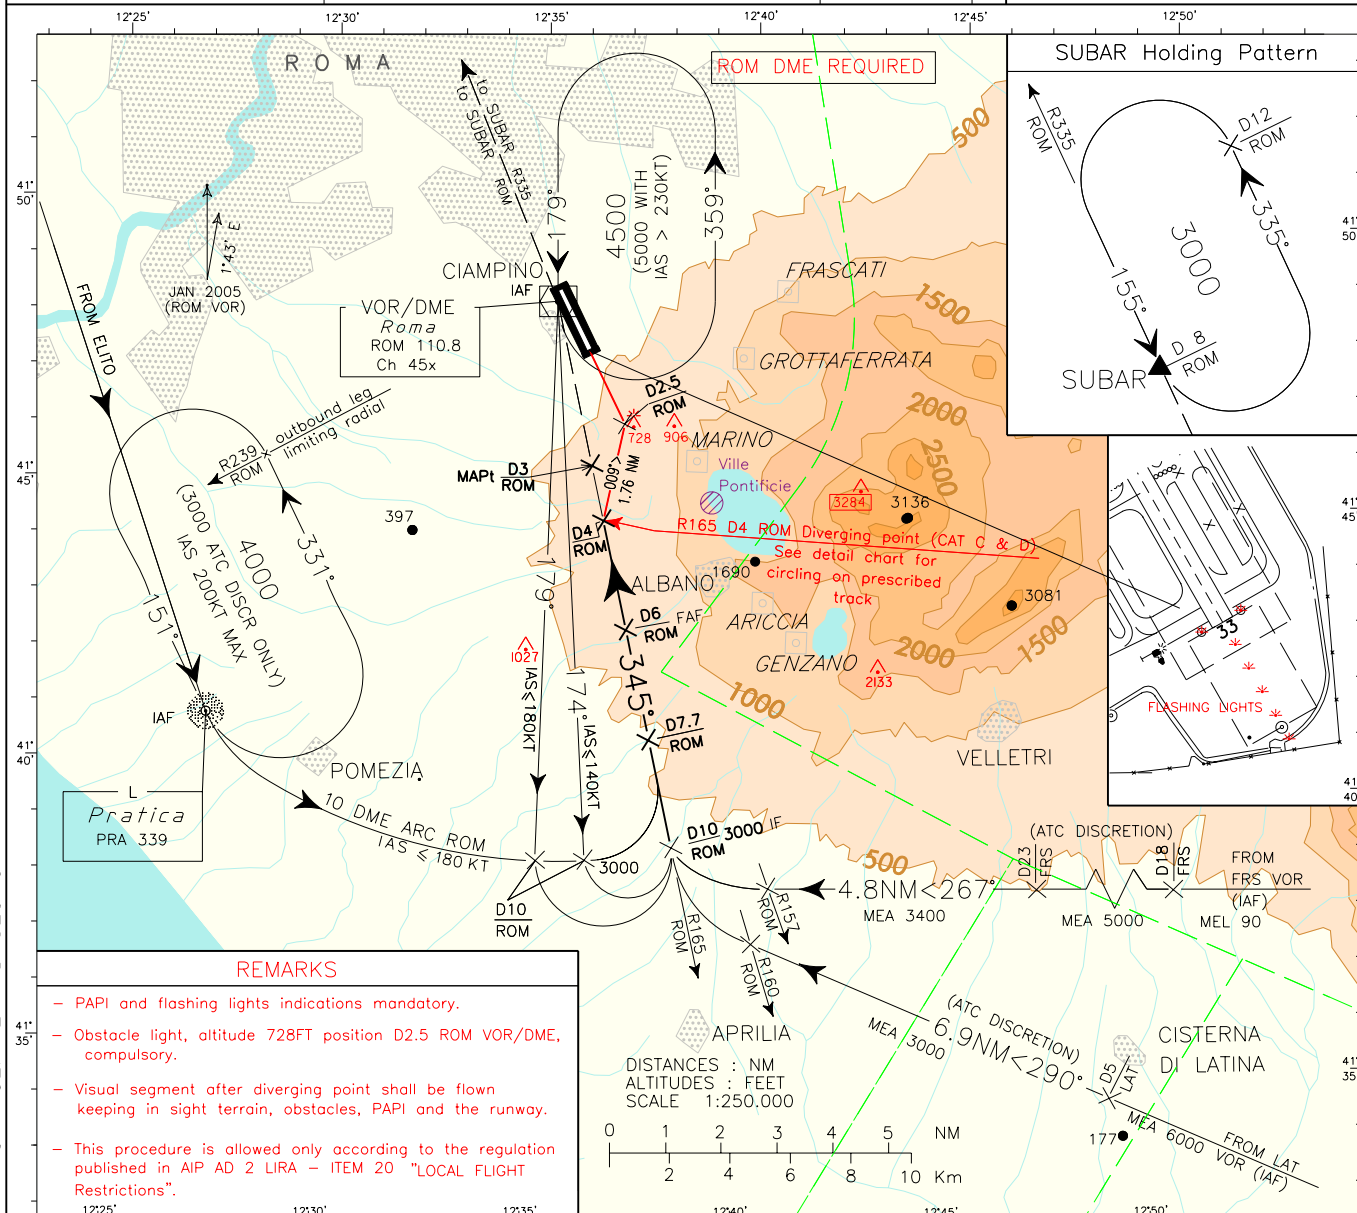 12°25'
12°30'
12°35'
12°40'
12°45'
12°50'
41°
50'
41°
45'
41°
40'
41°
35'
ROMA
to SUBAR
to SUBAR
R335
ROM
ROM DME REQUIRED
500
SUBAR Holding Pattern
R335
ROM
D12
ROM
335°
3000
155°
D 8
ROM
SUBAR
179°
4500
(5000 WITH
IAS > 230KT)
359°
1°43' E
JAN 2005
(ROM VOR)
FROM ELITO
CIAMPINO
IAF
VOR/DME
Roma
ROM 110.8
Ch 45x
FRASCATI
1500
GROTTAFERRATA
2000
2500
D2.5
ROM
728
906
MARINO
Ville
Pontificie
3284
3136
outbound leg
limiting radial
R239
ROM
MAPt
D3
ROM
009°>
1.76 NM
397
D4
ROM
R165 D4 ROM Diverging point (CAT C & D)
See detail chart for
circling on prescribed
track
1690
3081
331°
4000
(3000 ATC DISCR ONLY)
IAS 200KT MAX
151°
179°
ALBANO
D6
ROM
FAF
ARICCIA
GENZANO
2000
1500
2133
1000
1027
IAS≤180KT
174°
IAS≤140KT
345°
D7.7
ROM
33
FLASHING LIGHTS
IAF
POMEZIA
VELLETRI
L
Pratica
PRA 339
10 DME ARC ROM
IAS ≤ 180 KT
3000
D10
ROM
3000 IF
D10
ROM
500
(ATC DISCRETION)
D23
FRS
D18
FRS
FROM
FRS VOR
(IAF)
MEL 90
4.8NM<267°
MEA 3400
MEA 5000
R157
ROM
R165
ROM
R160
ROM
(ATC DISCRETION)
6.9NM<290°
MEA 3000
APRILIA
CISTERNA
DI LATINA
D5
LAT
MEA 6000
FROM LAT
VOR (IAF)
177
DISTANCES : NM
ALTITUDES : FEET
SCALE 1:250.000
0 1 2 3 4 5 NM
2 4 6 8 10 Km
REMARKS
– PAPI and flashing lights indications mandatory.
– Obstacle light, altitude 728FT position D2.5 ROM VOR/DME,
compulsory.
– Visual segment after diverging point shall be flown
keeping in sight terrain, obstacles, PAPI and the runway.
– This procedure is allowed only according to the regulation
published in AIP AD 2 LIRA – ITEM 20 "LOCAL FLIGHT
Restrictions".
12°25'
12°30'
12°35'
12°40'
12°45'
12°50'